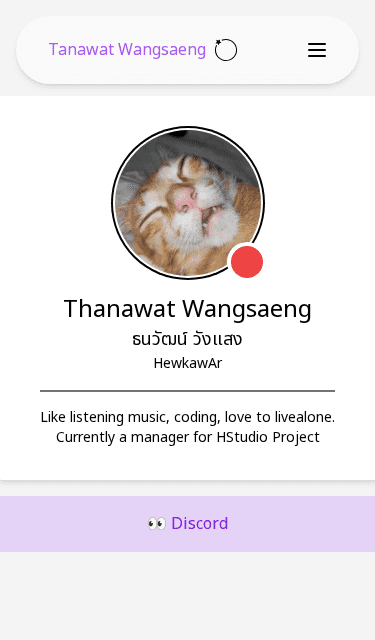 Tanawat Wangsaeng
Thanawat Wangsaeng
ธนวัฒน์ วังแสง
HewkawAr
Like listening music, coding, love to livealone.
Currently a manager for HStudio Project
👀 Discord